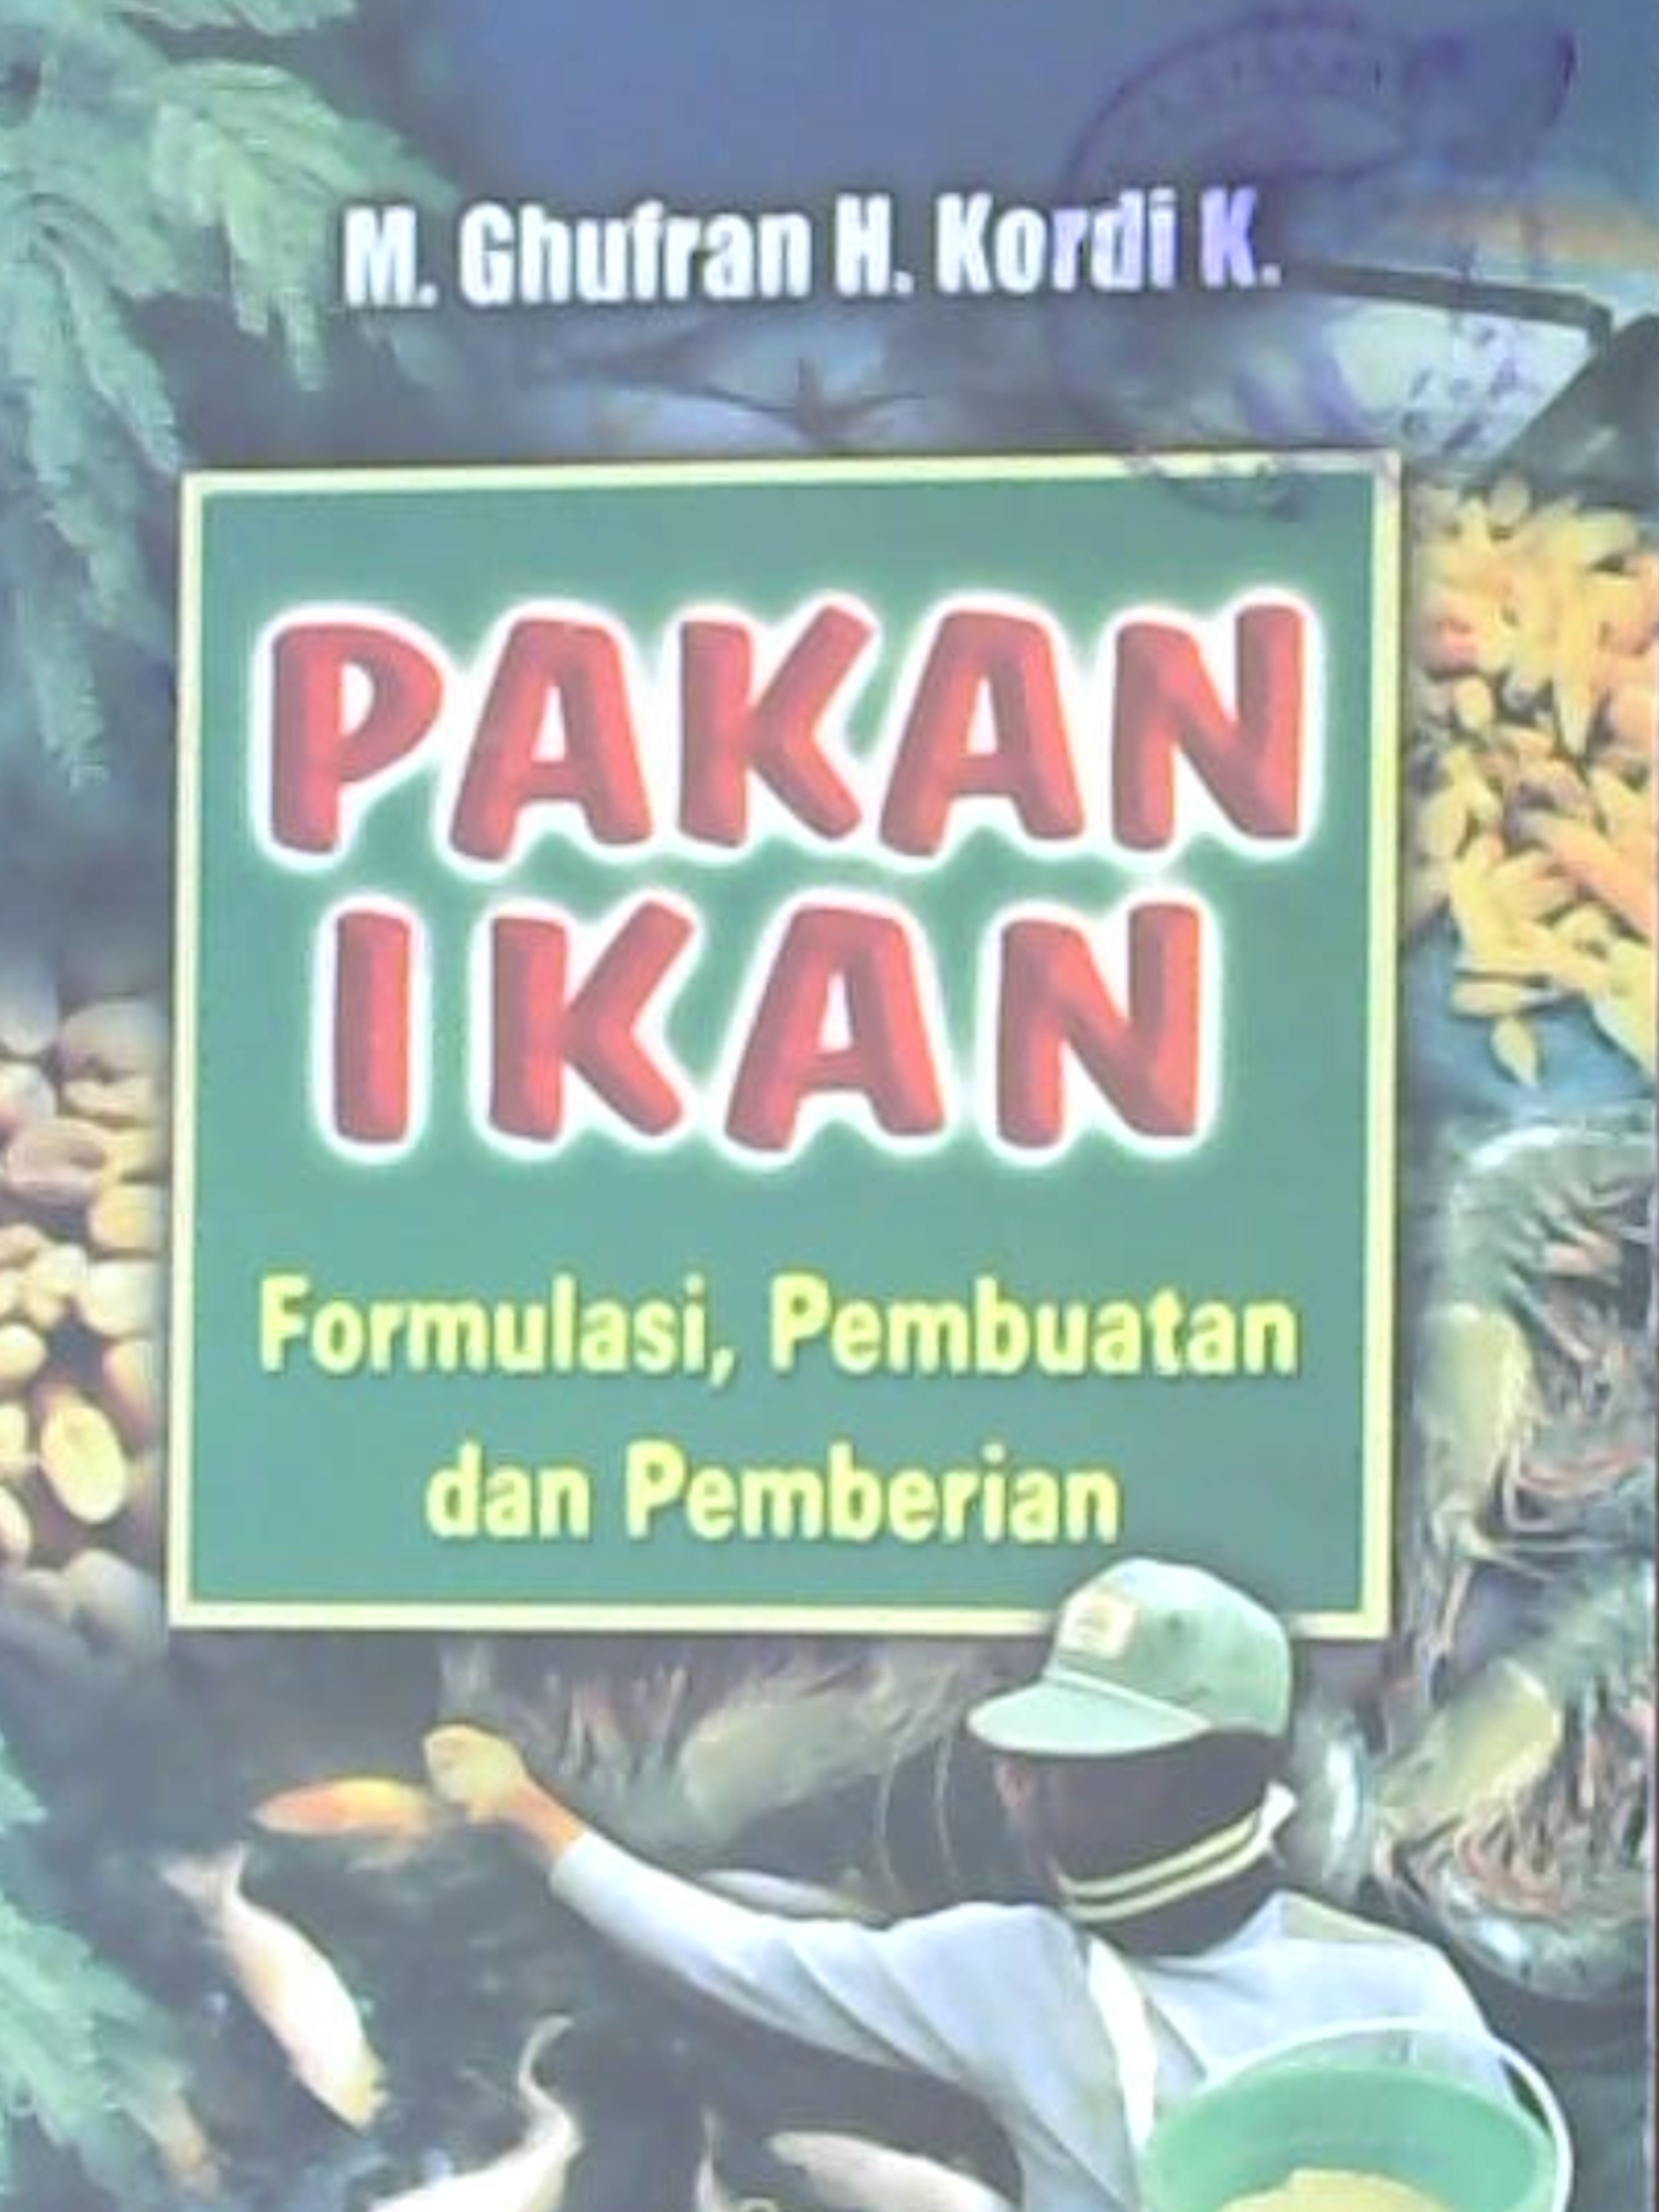 M. Ghufran H. Kordi K.
PAKAN
IKAN
Formulasi, Pembuatan
dan Pemberian